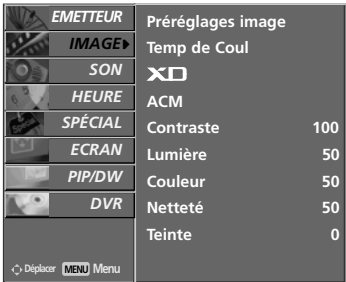 EMETTEUR
IMAGE
SON
HEURE
SPÉCIAL
ECRAN
PIP/DW
DVR
Déplacer MENU Menu
Préréglages image
Temp de Coul
XD
ACM
Contraste 100
Lumière 50
Couleur 50
Netteté 50
Teinte 0